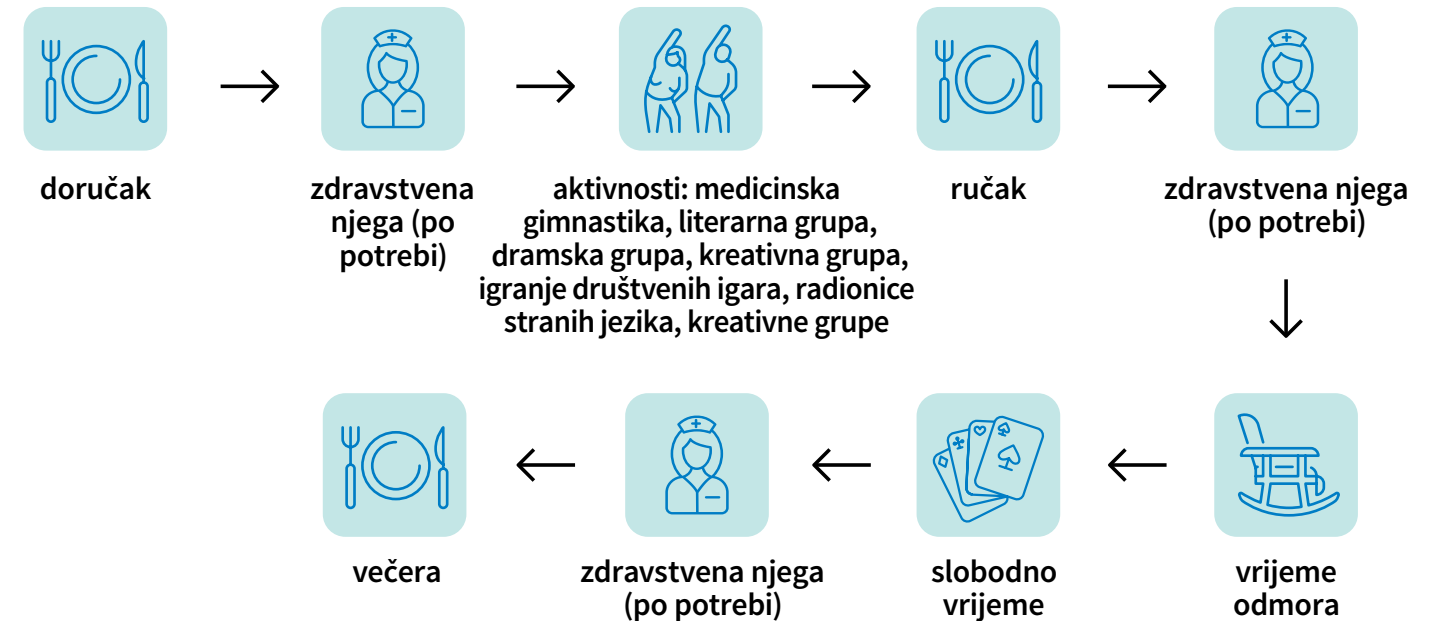 doručak
zdravstvena
njega (po
potrebi)
aktivnosti: medicinska
gimnastika, literarna grupa,
dramska grupa, kreativna grupa,
igranje društvenih igara, radionice
stranih jezika, kreativne grupe
ručak
zdravstvena njega
(po potrebi)
vrijeme
odmora
slobodno
vrijeme
zdravstvena njega
(po potrebi)
večera